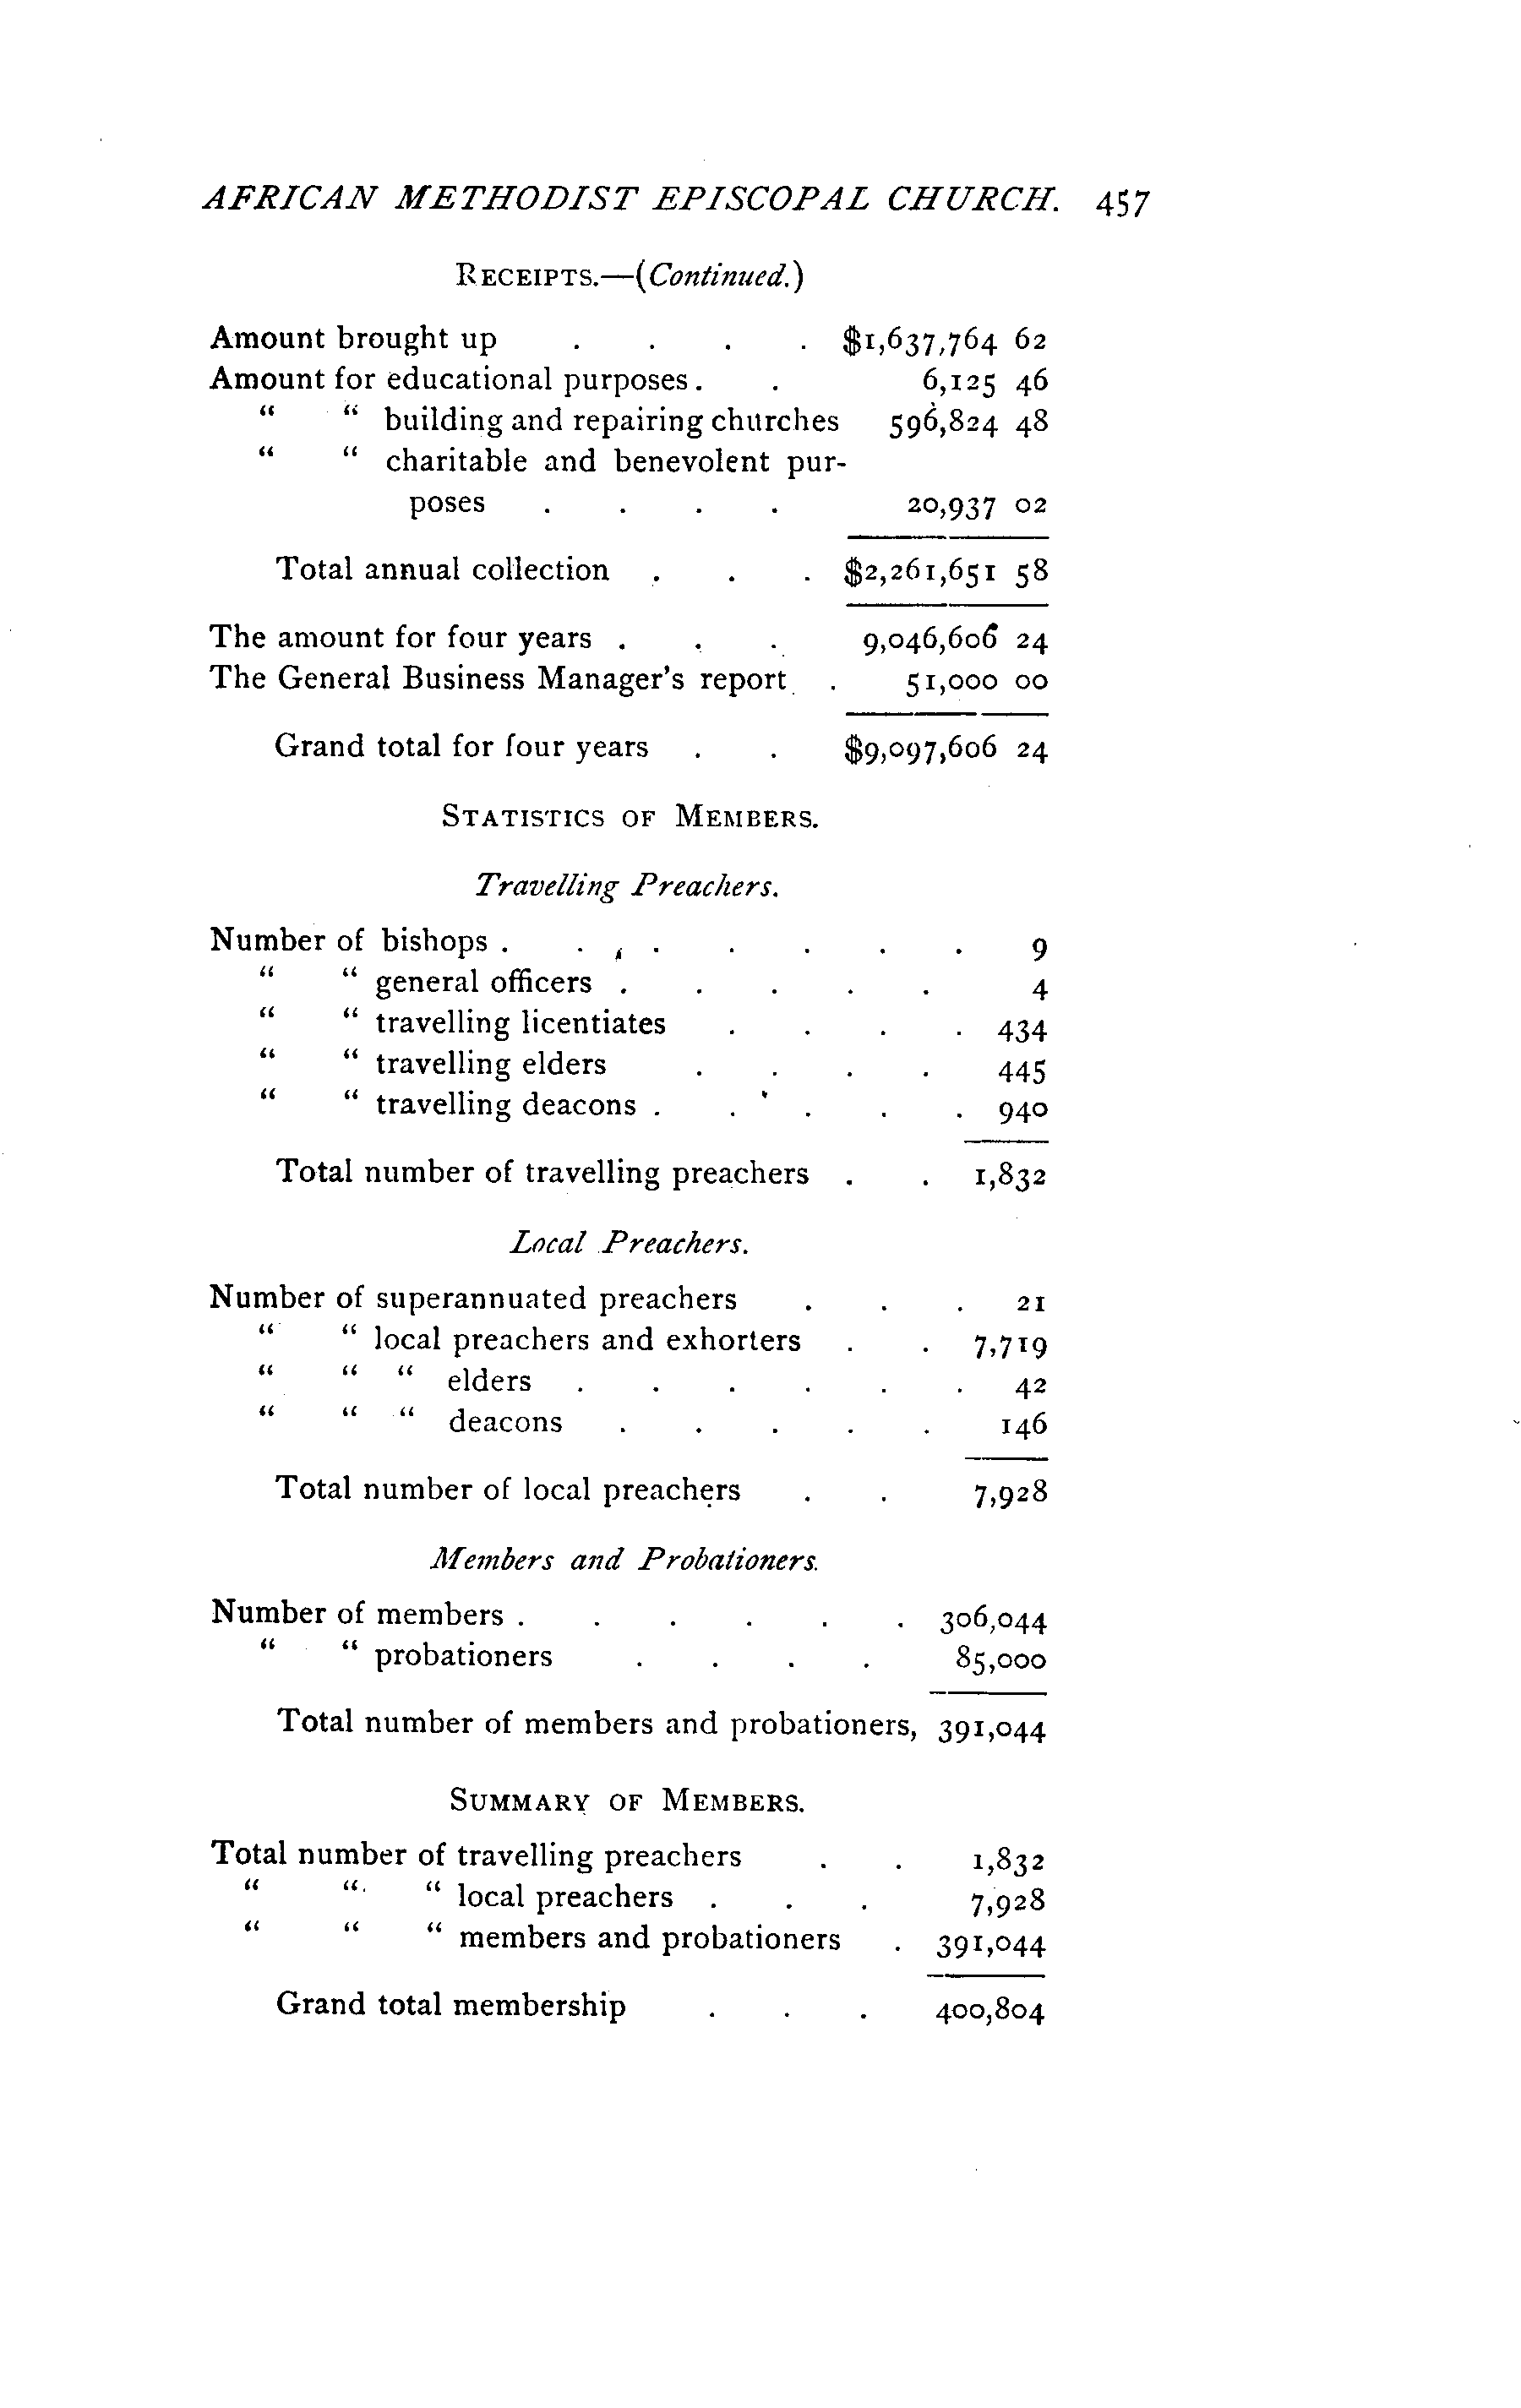 AFRICAN METHODIST EPISCOPAL CHURCH. 457
RECEIPTS.—(Continued.)
Amount brought up . . . . $1,637,764 62
Amount for educational purposes . . 6,125 46
“ “ building and repairing churches 596,824 48
“ “ charitable and benevolent pur-
poses . . . . 20,937 02
Total annual collection . . . $2,261,651 58
The amount for four years . . . 9,046,606 24
The General Business Manager's report . 51,000 00
Grand total for four years . . $9,097,606 24
STATISTICS OF MEMBERS.
Travelling Preachers.
Number of bishops . . . . . . . 9
“ “ general officers . . . . . 4
“ “ travelling licentiates . . . . 434
“ “ travelling elders . . . . 445
“ “ travelling deacons . . . . . 940
Total number of travelling preachers . . 1,832
Local Preachers.
Number of superannuated preachers . . . 21
“ “ local preachers and exhorters . . 7,719
“ “ “ elders . . . . . . 42
“ “ “ deacons . . . . . 146
Total number of local preachers . . 7,928
Members and Probationers.
Number of members . . . . . . 306,044
“ “ probationers . . . . 85,000
Total number of members and probationers, 391,044
SUMMARY OF MEMBERS.
Total number of travelling preachers . . 1,832
“ “ “ local preachers . . . 7,928
“ “ “ members and probationers . 391,044
Grand total membership . . . 400,804